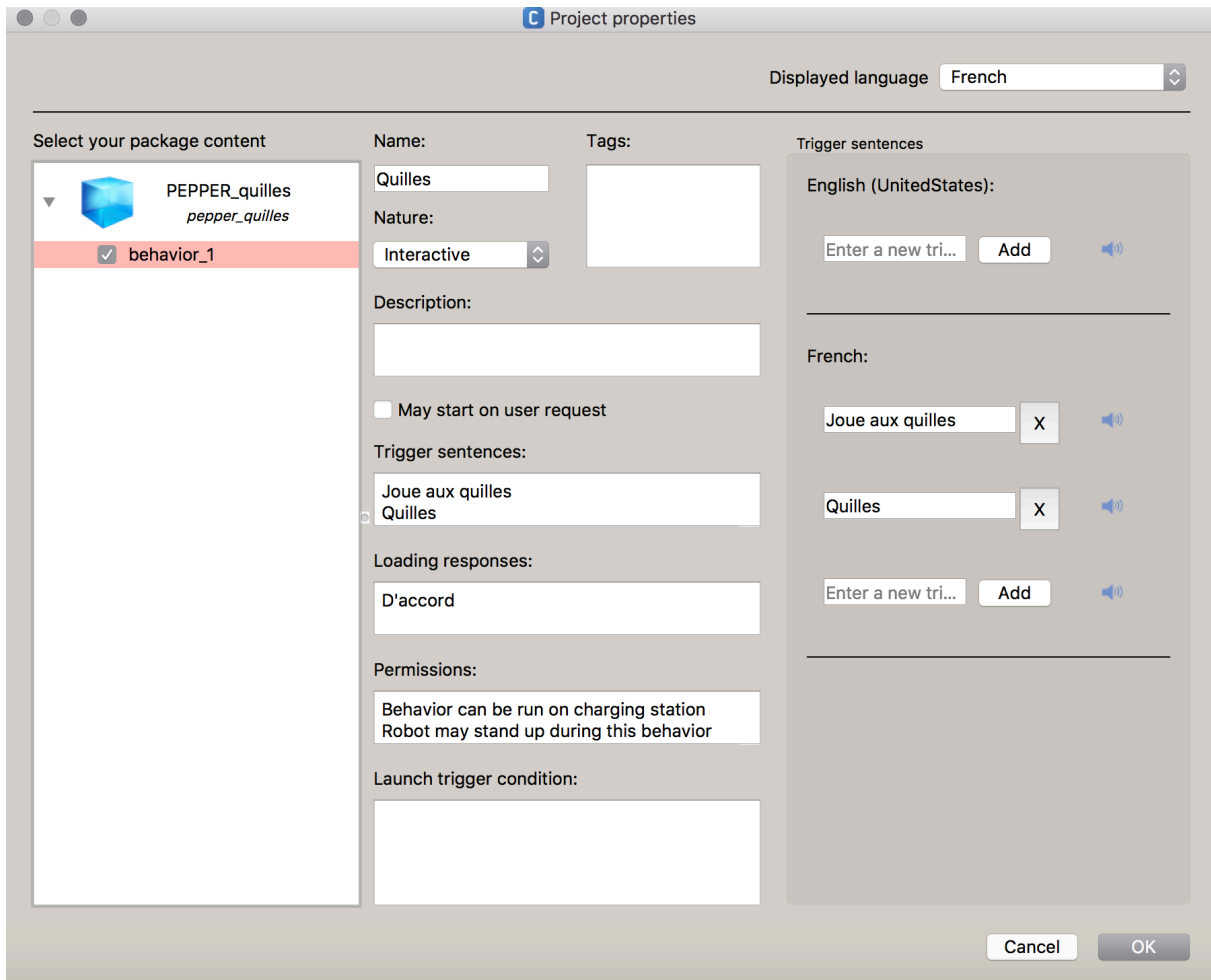 C Project properties
Displayed language French
Select your package content
PEPPER_quilles
pepper_quilles
behavior_1
Name:
Quilles
Nature:
Interactive
Tags:
Description:
May start on user request
Trigger sentences:
Joue aux quilles
Quilles
Loading responses:
D'accord
Permissions:
Behavior can be run on charging station
Robot may stand up during this behavior
Launch trigger condition:
Trigger sentences
English (UnitedStates):
Enter a new tri... Add
French:
Joue aux quilles X
Quilles X
Enter a new tri... Add
Cancel OK